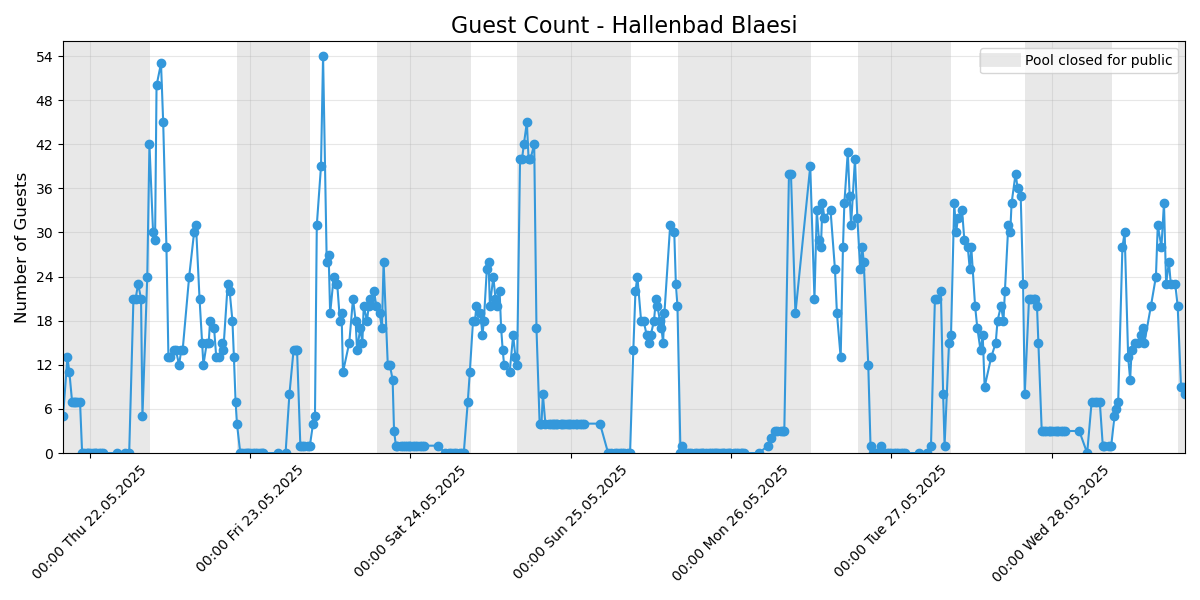 Guest Count - Hallenbad Blaesi
Pool closed for public
Number of Guests
54
48
42
36
30
24
18
12
6
0
00:00 Thu 22.05.2025
00:00 Fri 23.05.2025
00:00 Sat 24.05.2025
00:00 Sun 25.05.2025
00:00 Mon 26.05.2025
00:00 Tue 27.05.2025
00:00 Wed 28.05.2025